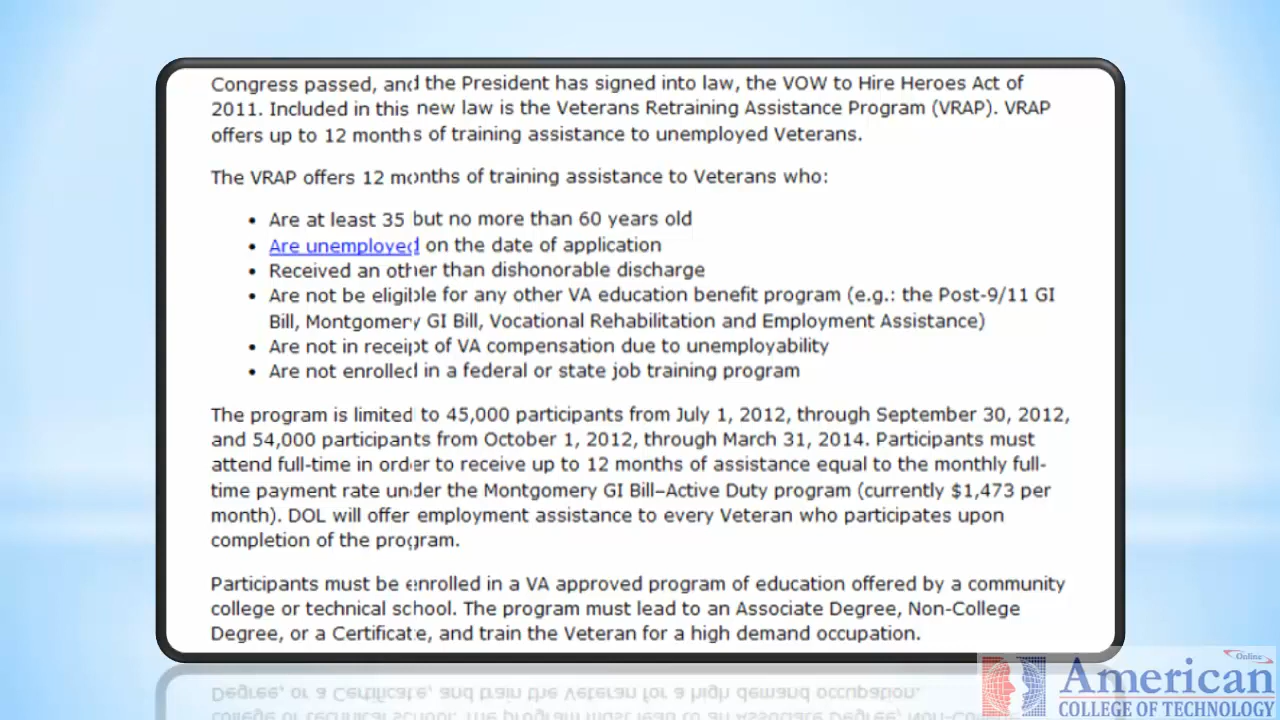 Congress passed, and the President has signed into law, the VOW to Hire Heroes Act of
2011. Included in this new law is the Veterans Retraining Assistance Program (VRAP). VRAP
offers up to 12 months of training assistance to unemployed Veterans.
The VRAP offers 12 months of training assistance to Veterans who:
• Are at least 35 but no more than 60 years old
• Are unemployed on the date of application
• Received an other than dishonorable discharge
• Are not be eligible for any other VA education benefit program (e.g.: the Post-9/11 GI
Bill, Montgomery GI Bill, Vocational Rehabilitation and Employment Assistance)
• Are not in receipt of VA compensation due to unemployability
• Are not enrolled in a federal or state job training program
The program is limited to 45,000 participants from July 1, 2012, through September 30, 2012,
and 54,000 participants from October 1, 2012, through March 31, 2014. Participants must
attend full-time in order to receive up to 12 months of assistance equal to the monthly full-
time payment rate under the Montgomery GI Bill–Active Duty program (currently $1,473 per
month). DOL will offer employment assistance to every Veteran who participates upon
completion of the program.
Participants must be enrolled in a VA approved program of education offered by a community
college or technical school. The program must lead to an Associate Degree, Non-College
Degree, or a Certificate, and train the Veteran for a high demand occupation.
Online
American
COLLEGE OF TECHNOLOGY